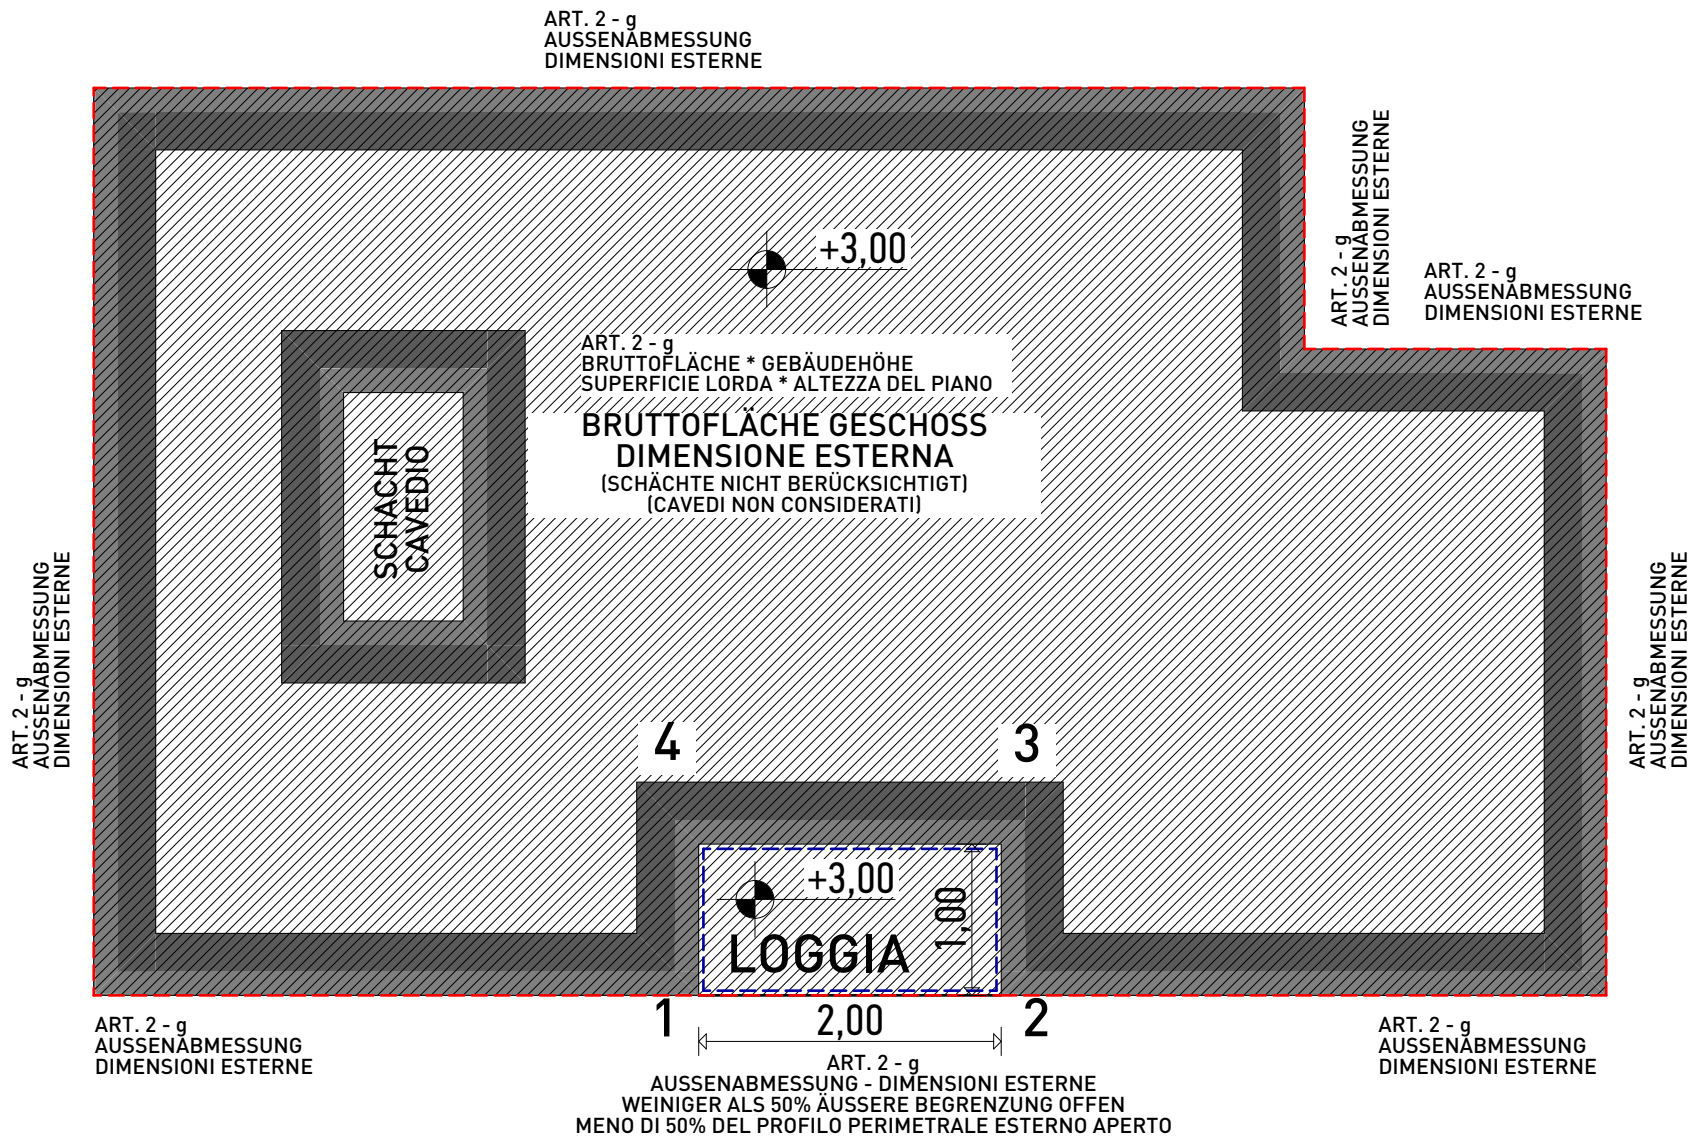 ART. 2 - g
AUSSENABMESSUNG
DIMENSIONI ESTERNE
ART. 2 - g
AUSSENABMESSUNG
DIMENSIONI ESTERNE
ART. 2 - g
AUSSENABMESSUNG
DIMENSIONI ESTERNE
+3,00
ART. 2 - g
BRUTTOFLÄCHE * GEBÄUDEHÖHE
SUPERFICIE LORDA * ALTEZZA DEL PIANO
BRUTTOFLÄCHE GESCHOSS
DIMENSIONE ESTERNA
(SCHÄCHTE NICHT BERÜCKSICHTIGT)
(CAVEDI NON CONSIDERATI)
SCHACHT
CAVEDIO
ART. 2 - g
AUSSENABMESSUNG
DIMENSIONI ESTERNE
ART. 2 - g
AUSSENABMESSUNG
DIMENSIONI ESTERNE
4
3
+3,00
1,00
LOGGIA
1
2
2,00
ART. 2 - g
AUSSENABMESSUNG
DIMENSIONI ESTERNE
ART. 2 - g
AUSSENABMESSUNG - DIMENSIONI ESTERNE
WEINIGER ALS 50% ÄUSSERE BEGRENZUNG OFFEN
MENO DI 50% DEL PROFILO PERIMETRALE ESTERNO APERTO
ART. 2 - g
AUSSENABMESSUNG
DIMENSIONI ESTERNE